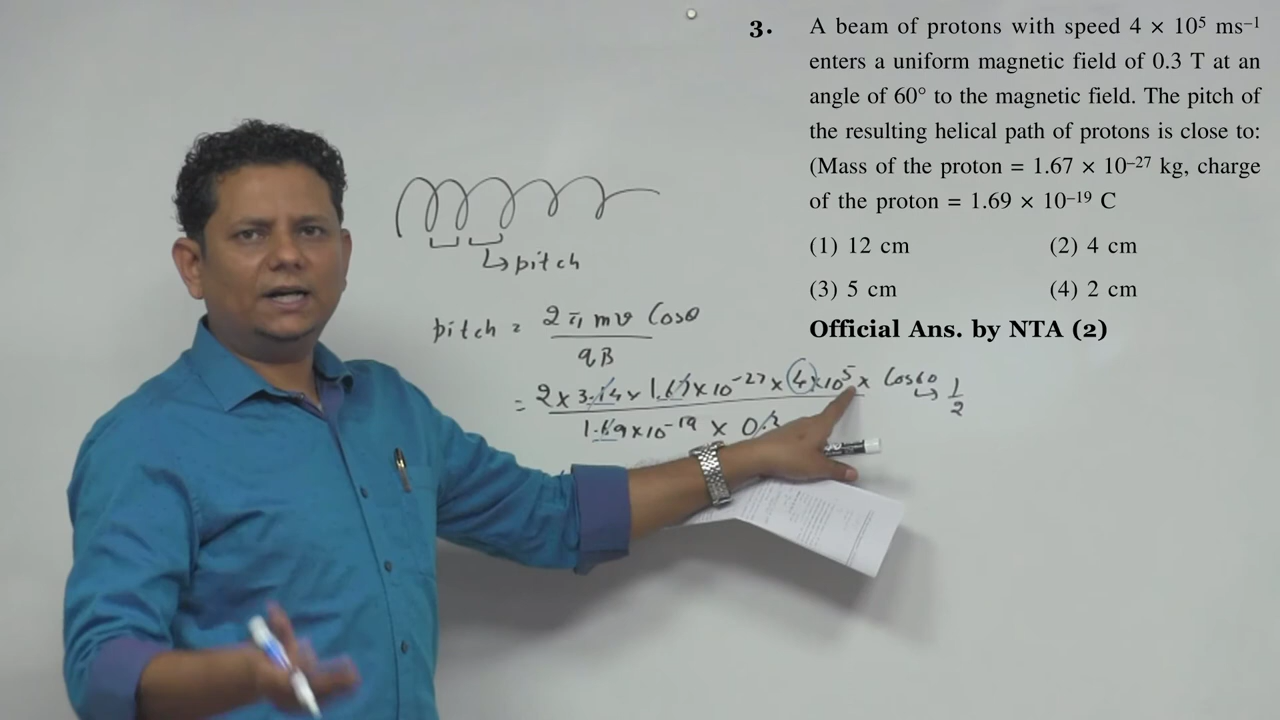 3. A beam of protons with speed 4 × 10⁵ ms⁻¹
enters a uniform magnetic field of 0.3 T at an
angle of 60° to the magnetic field. The pitch of
the resulting helical path of protons is close to:
(Mass of the proton = 1.67 × 10⁻²⁷ kg, charge
of the proton = 1.69 × 10⁻¹⁹ C
(1) 12 cm (2) 4 cm
(3) 5 cm (4) 2 cm
Official Ans. by NTA (2)
↳ pitch
pitch = 2π mv Cosθ
qB
= 2 × 3.14 × 1.67 × 10⁻²⁷ × 4 × 10⁵ × Cos60 ↳ 1/2
1.69 × 10⁻¹⁹ × 0.3